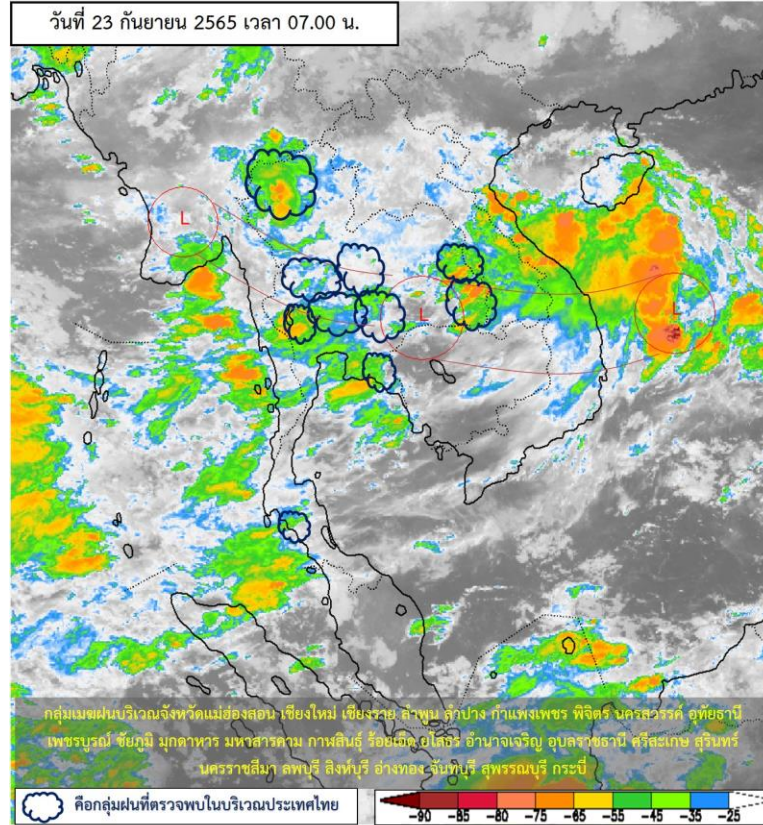 วันที่ 23 กันยายน 2565 เวลา 07.00 น.
L
L
L
กลุ่มเมฆฝนบริเวณจังหวัดแม่ฮ่องสอน เชียงใหม่ เชียงราย ลำพูน ลำปาง กำแพงเพชร พิจิตร นครสวรรค์ อุทัยธานี
เพชรบูรณ์ ชัยภูมิ มุกดาหาร มหาสารคาม กาฬสินธุ์ ร้อยเอ็ด ยโสธร อำนาจเจริญ อุบลราชธานี ศรีสะเกษ สุรินทร์
นครราชสีมา ลพบุรี สิงห์บุรี อ่างทอง จันทบุรี สุพรรณบุรี กระบี่
คือกลุ่มฝนที่ตรวจพบในบริเวณประเทศไทย
-90 -85 -80 -75 -65 -55 -45 -35 -25